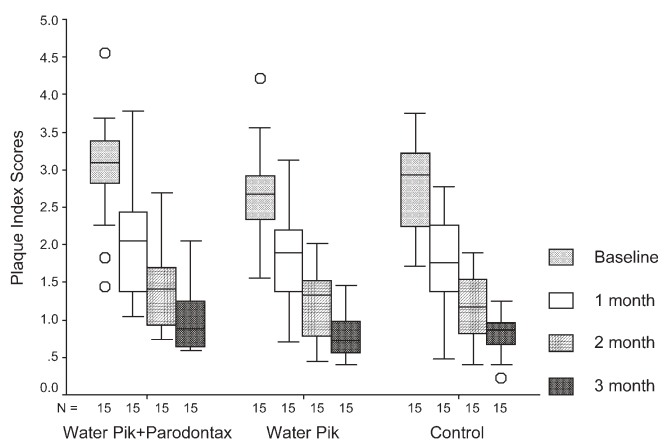 Plaque Index Scores
5.0
4.5
4.0
3.5
3.0
2.5
2.0
1.5
1.0
.5
0.0
N = 15 15 15 15 15 15 15 15 15 15 15 15
Water Pik+Parodontax Water Pik Control
Baseline
1 month
2 month
3 month